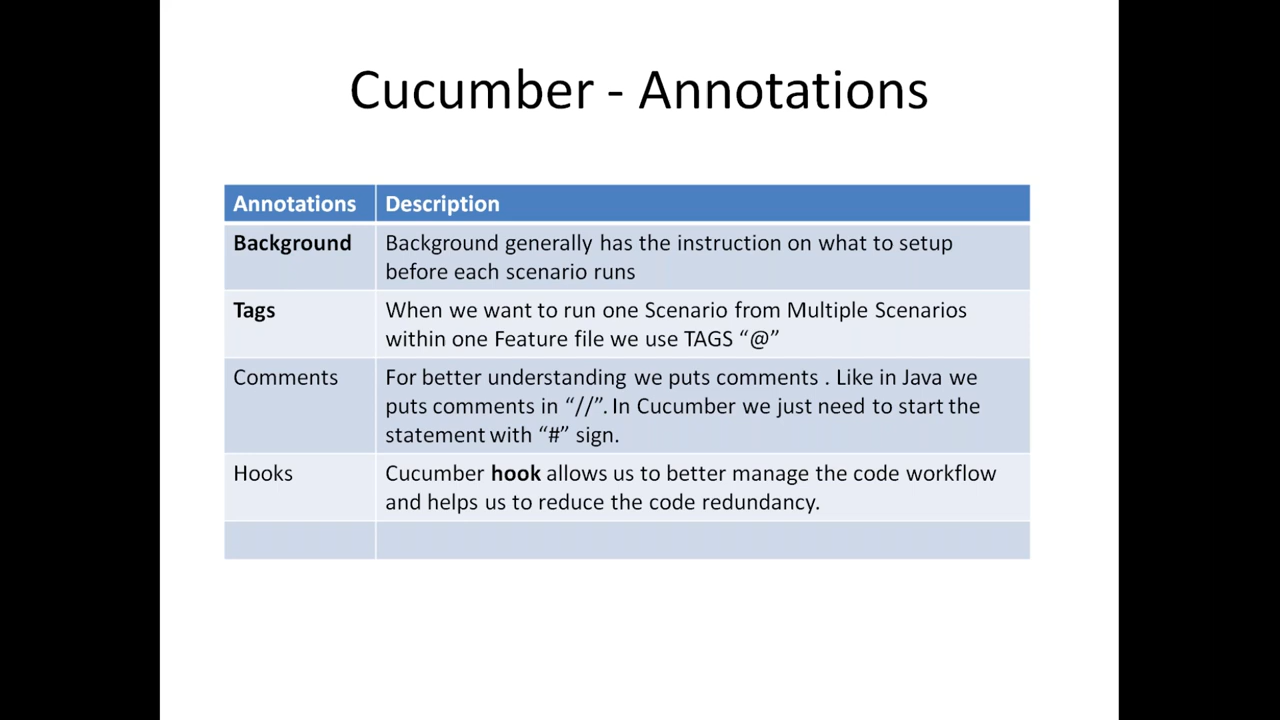 Cucumber - Annotations
Annotations
Description
Background
Background generally has the instruction on what to setup
before each scenario runs
Tags
When we want to run one Scenario from Multiple Scenarios
within one Feature file we use TAGS “@”
Comments
For better understanding we puts comments . Like in Java we
puts comments in “//”. In Cucumber we just need to start the
statement with “#” sign.
Hooks
Cucumber hook allows us to better manage the code workflow
and helps us to reduce the code redundancy.